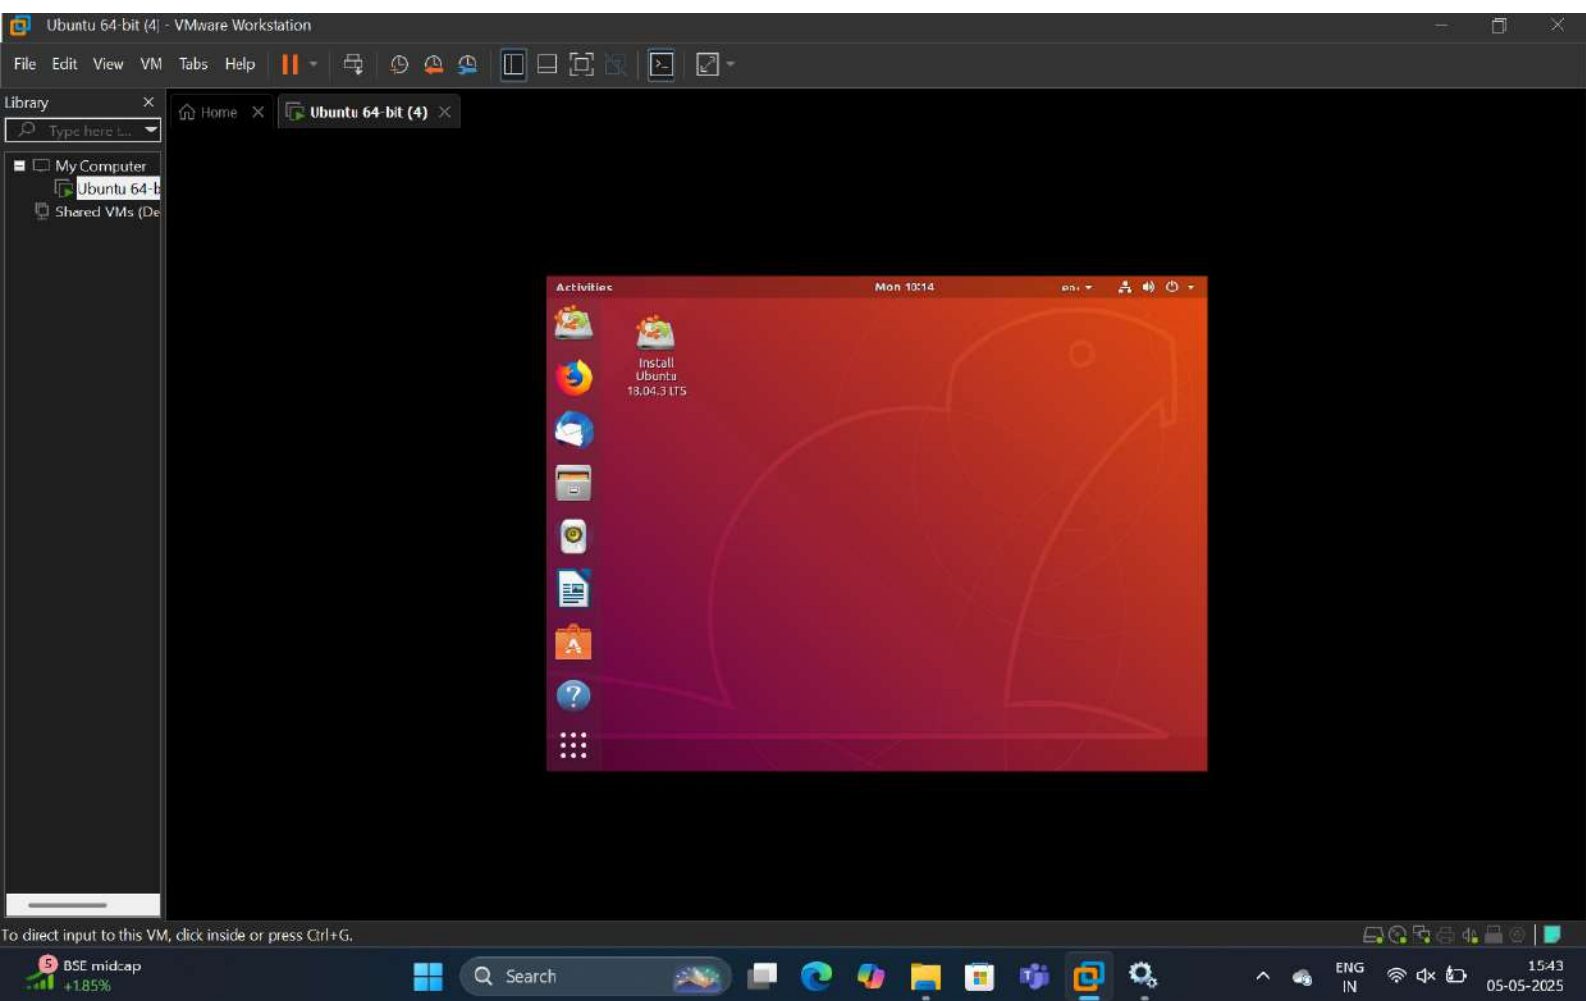 Ubuntu 64-bit (4) - VMware Workstation
File Edit View VM Tabs Help
Library
Home
Ubuntu 64-bit (4)
Type here t...
My Computer
Ubuntu 64-b
Shared VMs (De
Activities
Mon 10:14
en₁
Install
Ubuntu
18.04.3 LTS
To direct input to this VM, click inside or press Ctrl+G.
5
BSE midcap
+1.85%
Search
ENG
IN
15:43
05-05-2025